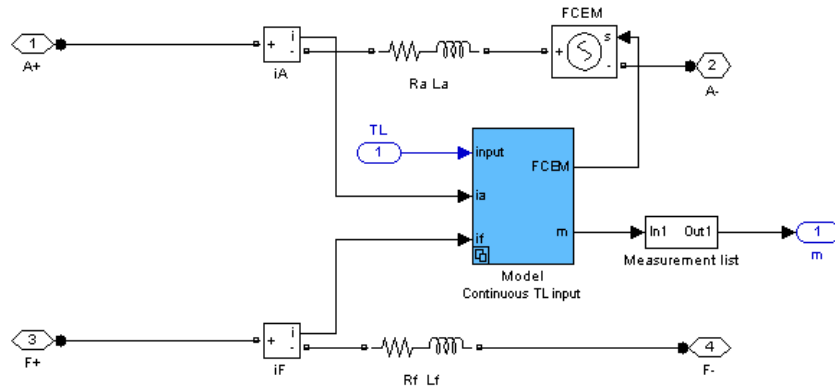 FCEM
1
A+
+
i
-
iA
Ra La
+
s
-
2
A-
TL
1
input
FCEM
ia
if
m
In1 Out1
1
m
Model
Continuous TL input
Measurement list
3
F+
+
i
-
iF
Rf Lf
4
F-